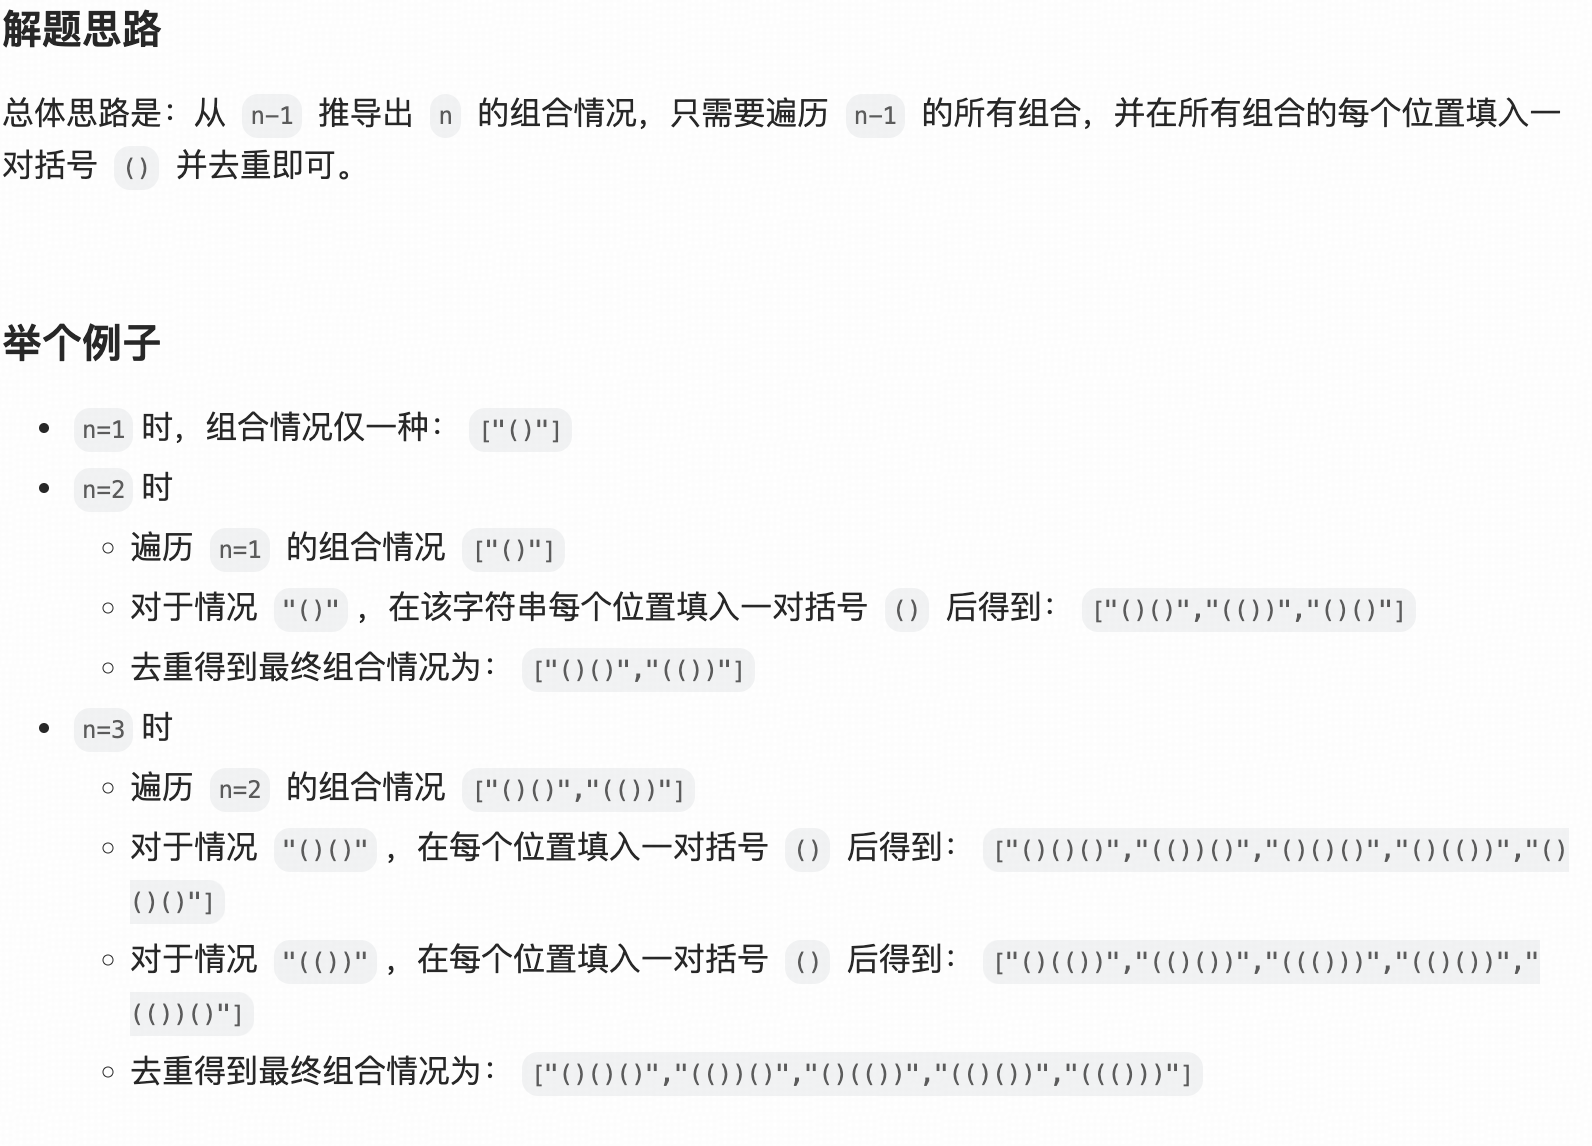 解题思路
总体思路是：从 n-1 推导出 n 的组合情况，只需要遍历 n-1 的所有组合，并在所有组合的每个位置填入一
对括号 () 并去重即可。
举个例子
• n=1 时，组合情况仅一种： ["()"]
• n=2 时
◦ 遍历 n=1 的组合情况 ["()"]
◦ 对于情况 "()" ，在该字符串每个位置填入一对括号 () 后得到： ["()()","(())","()()"]
◦ 去重得到最终组合情况为： ["()()","(())"]
• n=3 时
◦ 遍历 n=2 的组合情况 ["()()","(())"]
◦ 对于情况 "()()" ，在每个位置填入一对括号 () 后得到： ["()()()","(())()","()()()","()(())","()
()()"]
◦ 对于情况 "(())" ，在每个位置填入一对括号 () 后得到： ["()(())","(()())","((()))","(()())","
(())()"]
◦ 去重得到最终组合情况为： ["()()()","(())()","()(())","(()())","((()))"]